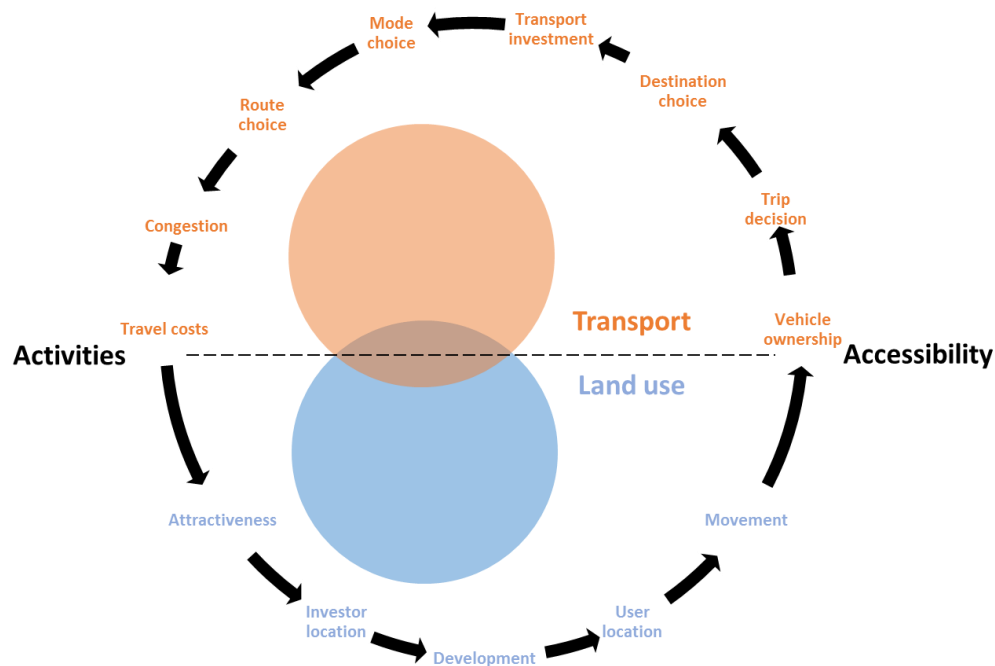 Mode
choice
Transport
investment
Destination
choice
Route
choice
Trip
decision
Congestion
Travel costs
Transport
Vehicle
ownership
Activities
Accessibility
Land use
Attractiveness
Movement
Investor
location
User
location
Development